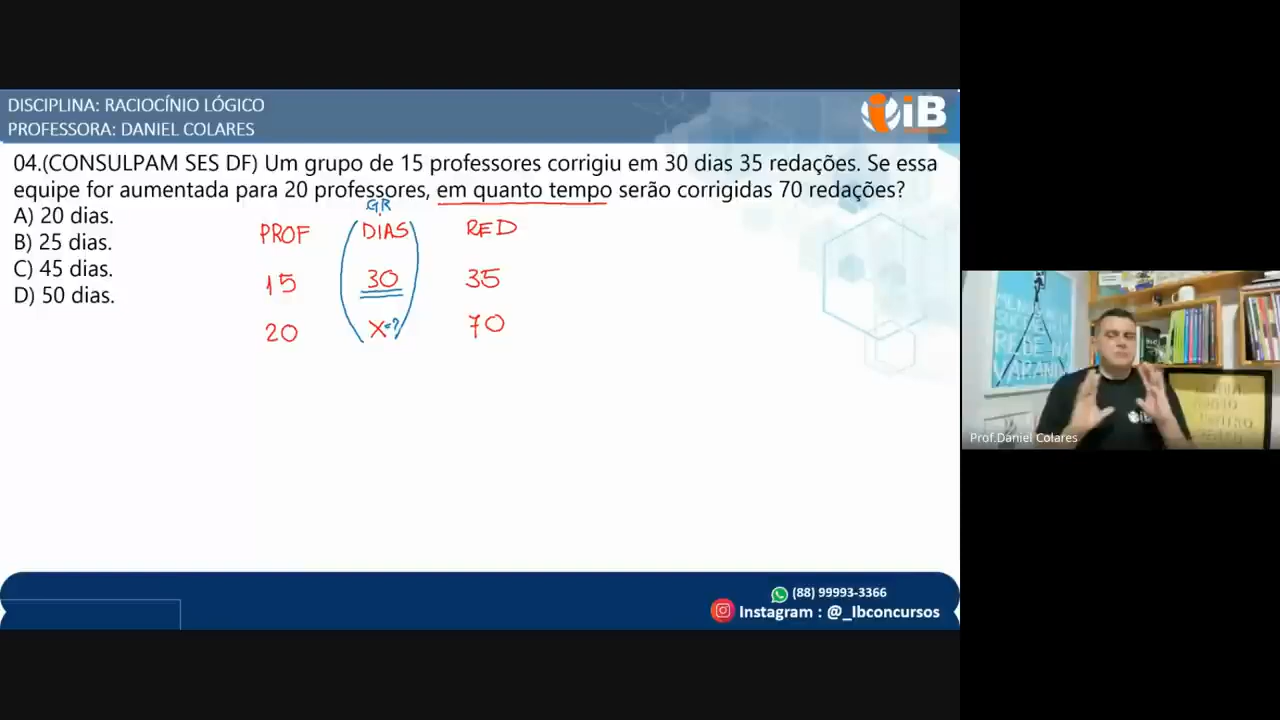 DISCIPLINA: RACIOCÍNIO LÓGICO
PROFESSORA: DANIEL COLARES
iB
04.(CONSULPAM SES DF) Um grupo de 15 professores corrigiu em 30 dias 35 redações. Se essa
equipe for aumentada para 20 professores, em quanto tempo serão corrigidas 70 redações?
A) 20 dias.
B) 25 dias.
C) 45 dias.
D) 50 dias.
GR
PROF DIAS RED
15 30 35
20 X=? 70
Prof.Daniel Colares
(88) 99993-3366
Instagram : @_Ibconcursos